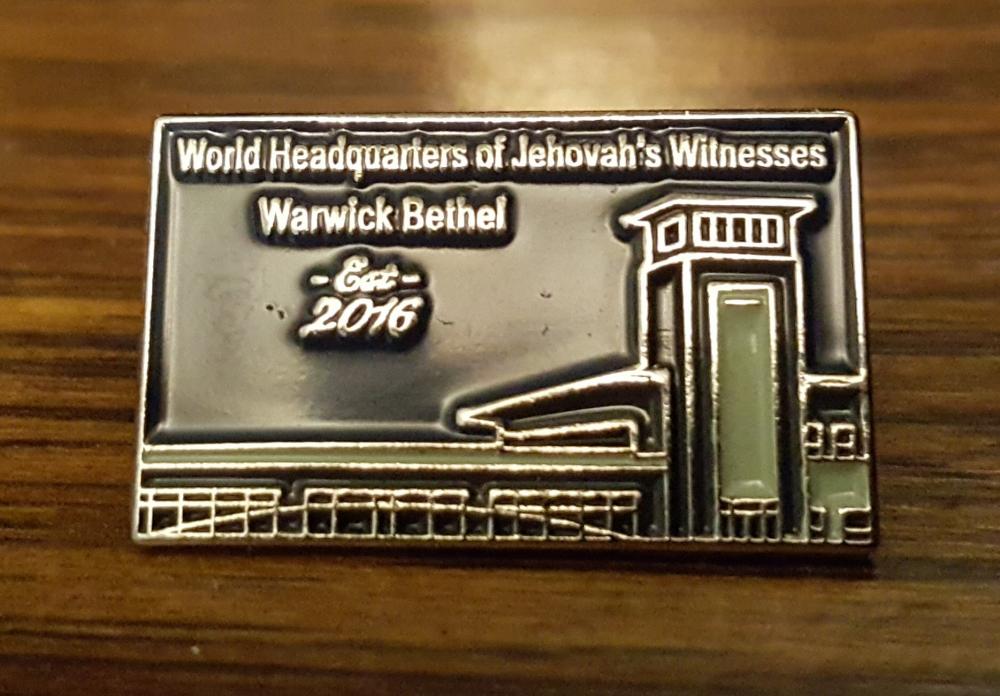 World Headquarters of Jehovah's Witnesses
Warwick Bethel
- Est -
2016